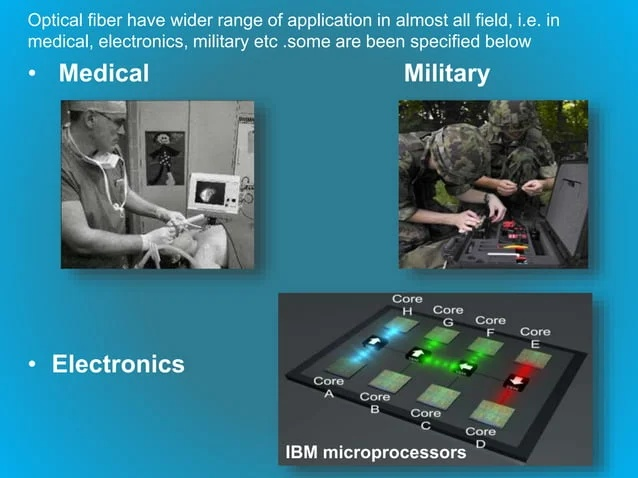 Optical fiber have wider range of application in almost all field, i.e. in
medical, electronics, military etc .some are been specified below
• Medical
Military
• Electronics
Core H
Core G
Core F
Core E
Core A
Core B
Core C
Core D
IBM microprocessors